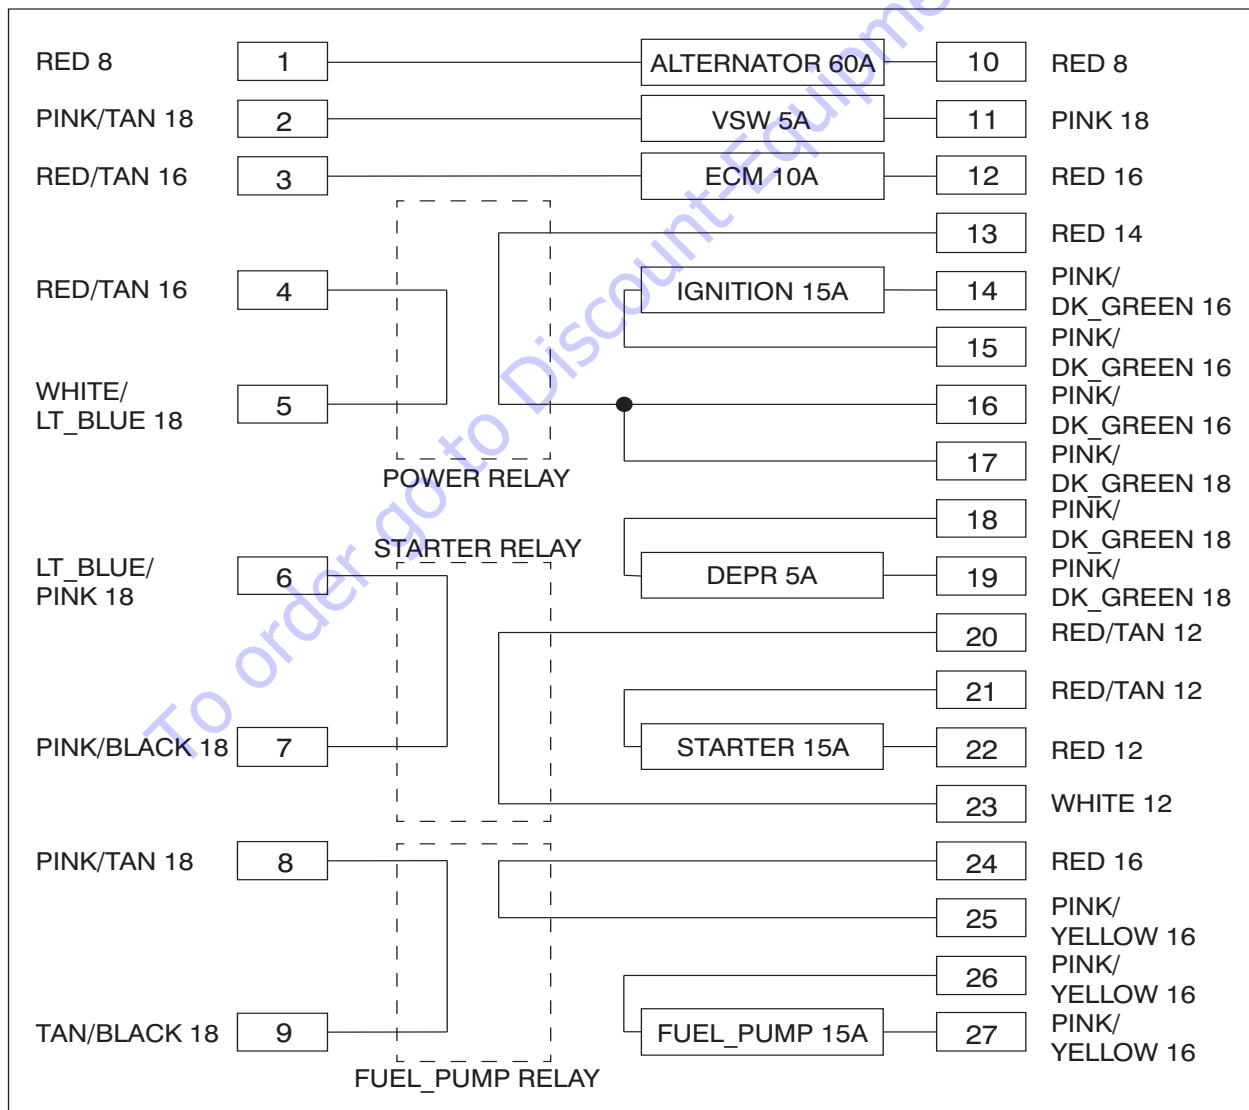 RED 8
1
ALTERNATOR 60A
10
RED 8
PINK/TAN 18
2
VSW 5A
11
PINK 18
RED/TAN 16
3
ECM 10A
12
RED 16
13
RED 14
RED/TAN 16
4
IGNITION 15A
14
PINK/
DK_GREEN 16
15
PINK/
DK_GREEN 16
WHITE/
LT_BLUE 18
5
16
PINK/
DK_GREEN 16
17
PINK/
DK_GREEN 18
POWER RELAY
18
PINK/
DK_GREEN 18
STARTER RELAY
LT_BLUE/
PINK 18
6
DEPR 5A
19
PINK/
DK_GREEN 18
20
RED/TAN 12
21
RED/TAN 12
PINK/BLACK 18
7
STARTER 15A
22
RED 12
23
WHITE 12
PINK/TAN 18
8
24
RED 16
25
PINK/
YELLOW 16
26
PINK/
YELLOW 16
TAN/BLACK 18
9
FUEL_PUMP 15A
27
PINK/
YELLOW 16
FUEL_PUMP RELAY
To order go to Discount-Equipme